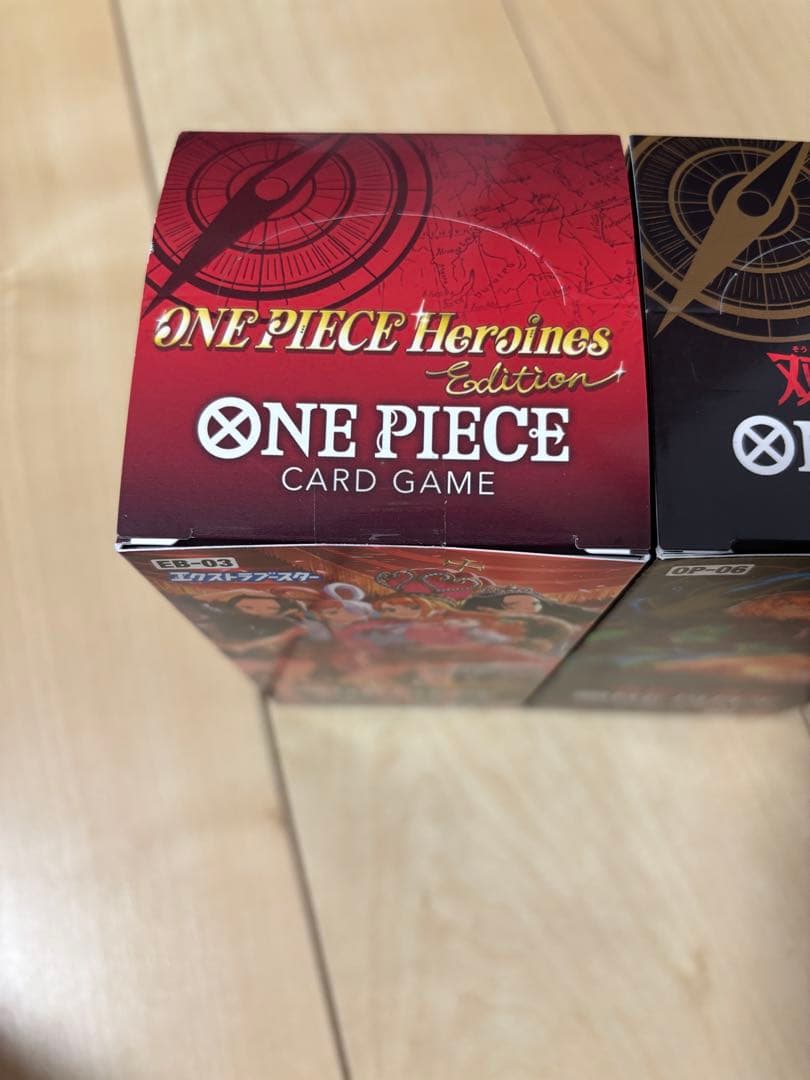 ONE PIECE Heroines
Edition
ONE PIECE
CARD GAME
EB-03
エクストラブースター
双
OP-06